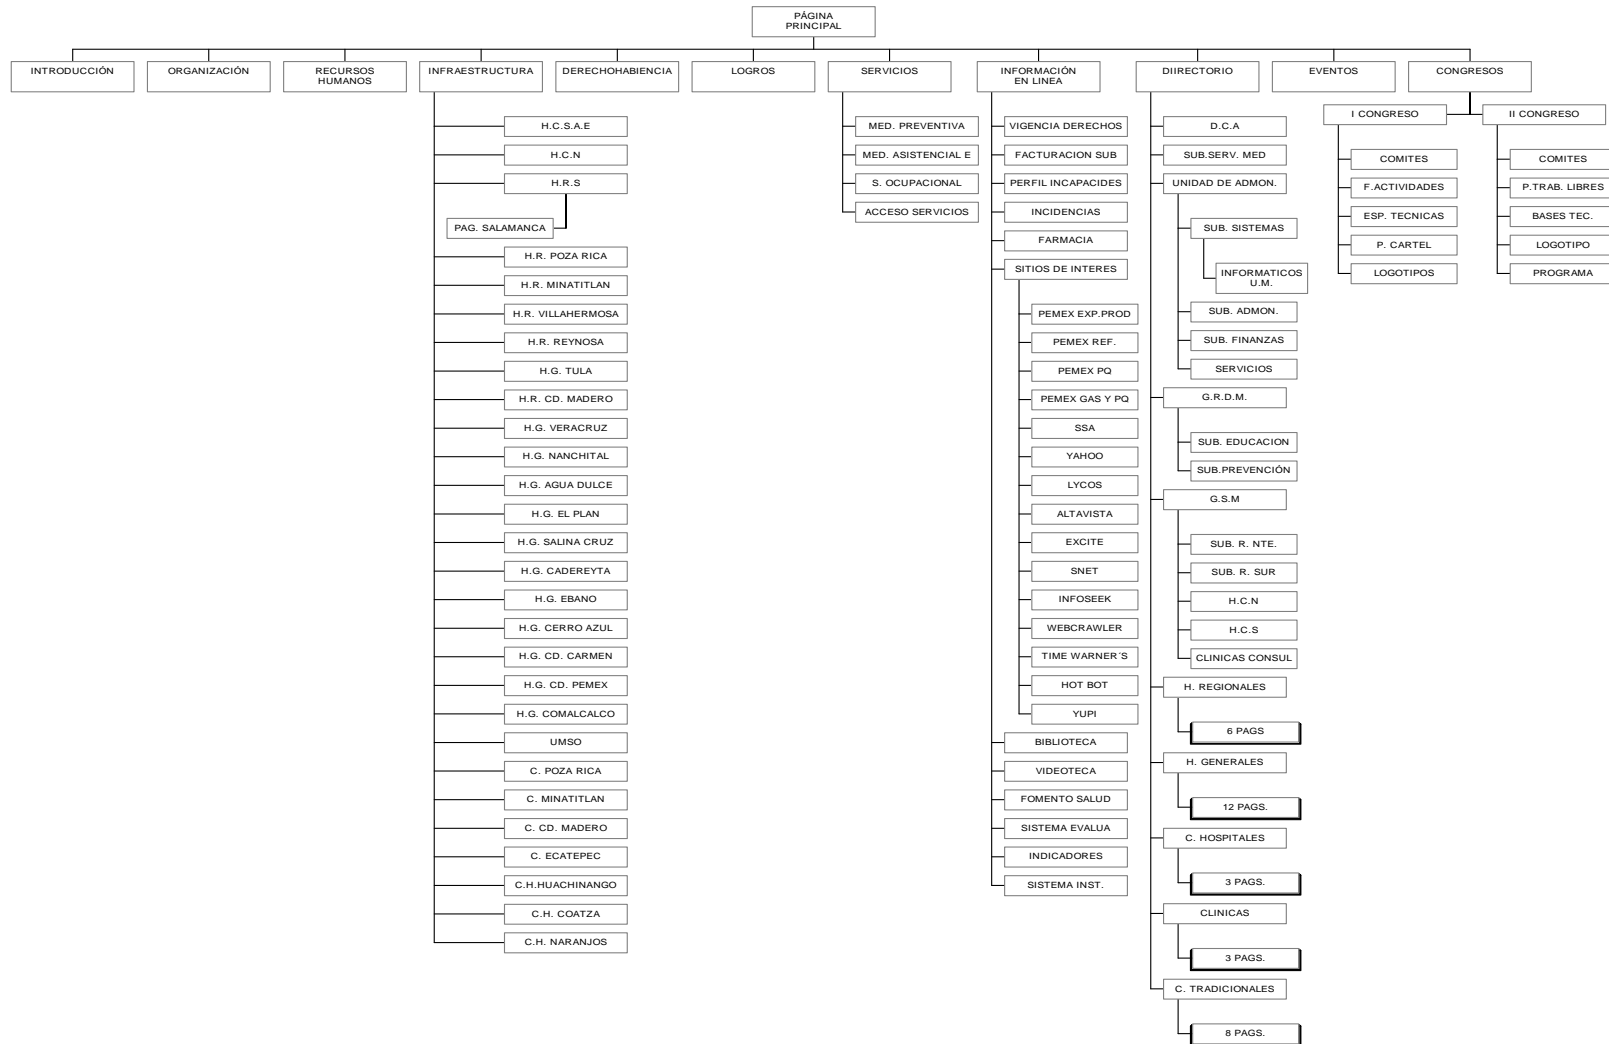 PÁGINA
PRINCIPAL
INTRODUCCIÓN
ORGANIZACIÓN
RECURSOS
HUMANOS
INFRAESTRUCTURA
DERECHOHABIENCIA
LOGROS
SERVICIOS
INFORMACIÓN
EN LINEA
DIIRECTORIO
EVENTOS
CONGRESOS
H.C.S.A.E
H.C.N
H.R.S
PAG. SALAMANCA
H.R. POZA RICA
H.R. MINATITLAN
H.R. VILLAHERMOSA
H.R. REYNOSA
H.G. TULA
H.R. CD. MADERO
H.G. VERACRUZ
H.G. NANCHITAL
H.G. AGUA DULCE
H.G. EL PLAN
H.G. SALINA CRUZ
H.G. CADEREYTA
H.G. EBANO
H.G. CERRO AZUL
H.G. CD. CARMEN
H.G. CD. PEMEX
H.G. COMALCALCO
UMSO
C. POZA RICA
C. MINATITLAN
C. CD. MADERO
C. ECATEPEC
C.H.HUACHINANGO
C.H. COATZA
C.H. NARANJOS
MED. PREVENTIVA
MED. ASISTENCIAL E
S. OCUPACIONAL
ACCESO SERVICIOS
VIGENCIA DERECHOS
FACTURACION SUB
PERFIL INCAPACIDES
INCIDENCIAS
FARMACIA
SITIOS DE INTERES
PEMEX EXP.PROD
PEMEX REF.
PEMEX PQ
PEMEX GAS Y PQ
SSA
YAHOO
LYCOS
ALTAVISTA
EXCITE
SNET
INFOSEEK
WEBCRAWLER
TIME WARNER´S
HOT BOT
YUPI
BIBLIOTECA
VIDEOTECA
FOMENTO SALUD
SISTEMA EVALUA
INDICADORES
SISTEMA INST.
D.C.A
SUB.SERV. MED
UNIDAD DE ADMON.
SUB. SISTEMAS
INFORMATICOS
U.M.
SUB. ADMON.
SUB. FINANZAS
SERVICIOS
G.R.D.M.
SUB. EDUCACION
SUB.PREVENCIÓN
G.S.M
SUB. R. NTE.
SUB. R. SUR
H.C.N
H.C.S
CLINICAS CONSUL
H. REGIONALES
6 PAGS
H. GENERALES
12 PAGS.
C. HOSPITALES
3 PAGS.
CLINICAS
3 PAGS.
C. TRADICIONALES
8 PAGS.
I CONGRESO
COMITES
F.ACTIVIDADES
ESP. TECNICAS
P. CARTEL
LOGOTIPOS
II CONGRESO
COMITES
P.TRAB. LIBRES
BASES TEC.
LOGOTIPO
PROGRAMA